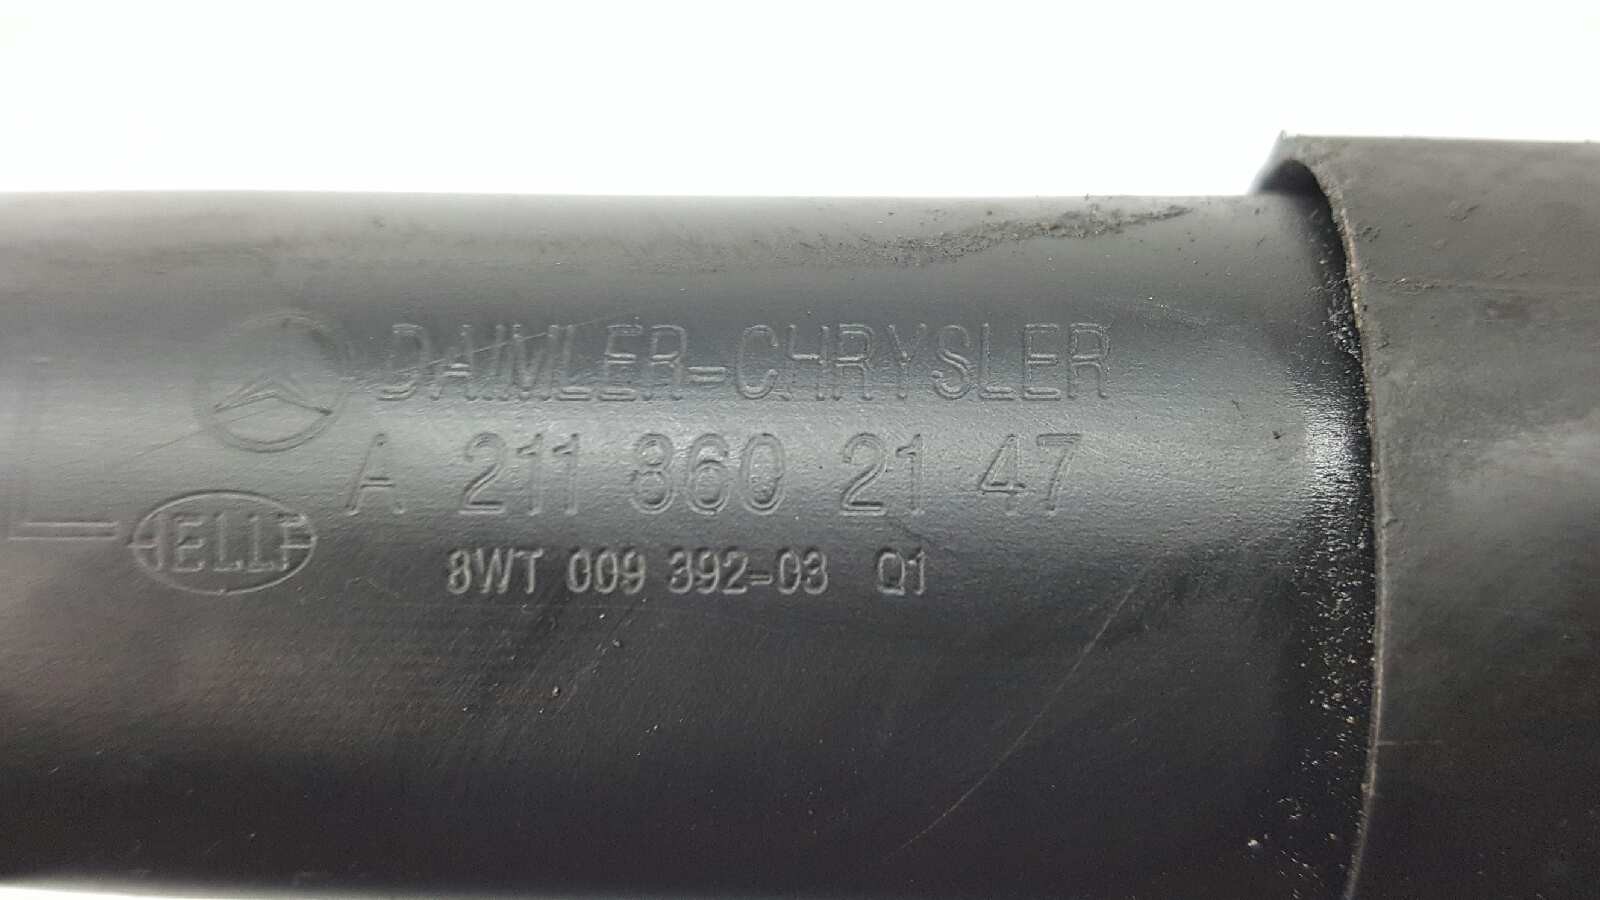 DAIMLER-CHRYSLER
A 211 860 21 47
HELLA
8WT 009 392-03 Q1